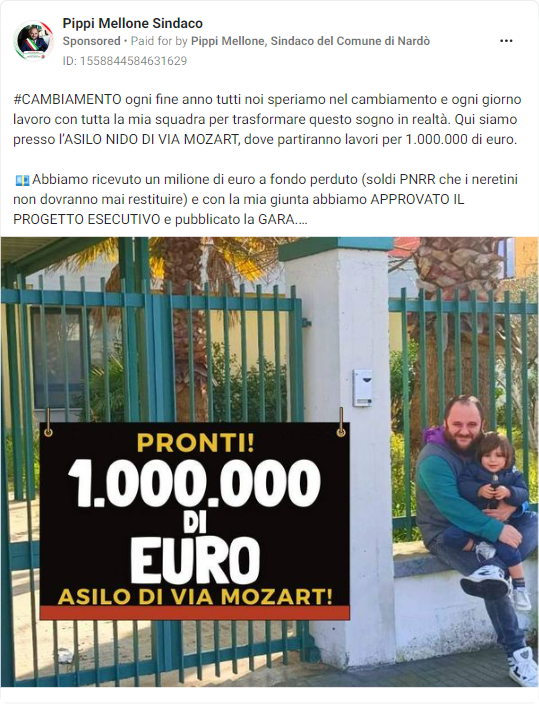 Pippi Mellone Sindaco
Sponsored • Paid for by Pippi Mellone, Sindaco del Comune di Nardò
ID: 1558844584631629
#CAMBIAMENTO ogni fine anno tutti noi speriamo nel cambiamento e ogni giorno
lavoro con tutta la mia squadra per trasformare questo sogno in realtà. Qui siamo
presso l'ASILO NIDO DI VIA MOZART, dove partiranno lavori per 1.000.000 di euro.
Abbiamo ricevuto un milione di euro a fondo perduto (soldi PNRR che i neretini
non dovranno mai restituire) e con la mia giunta abbiamo APPROVATO IL
PROGETTO ESECUTIVO e pubblicato la GARA....
PRONTI!
1.000.000
DI
EURO
ASILO DI VIA MOZART!